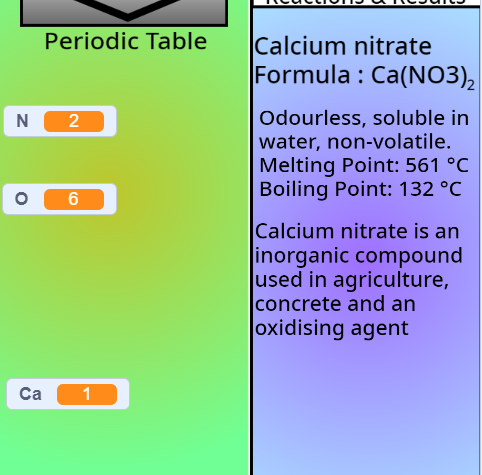 Reactions & Results
Periodic Table
N 2
O 6
Ca 1
Calcium nitrate
Formula : Ca(NO3)₂
Odourless, soluble in
water, non-volatile.
Melting Point: 561 °C
Boiling Point: 132 °C
Calcium nitrate is an
inorganic compound
used in agriculture,
concrete and an
oxidising agent